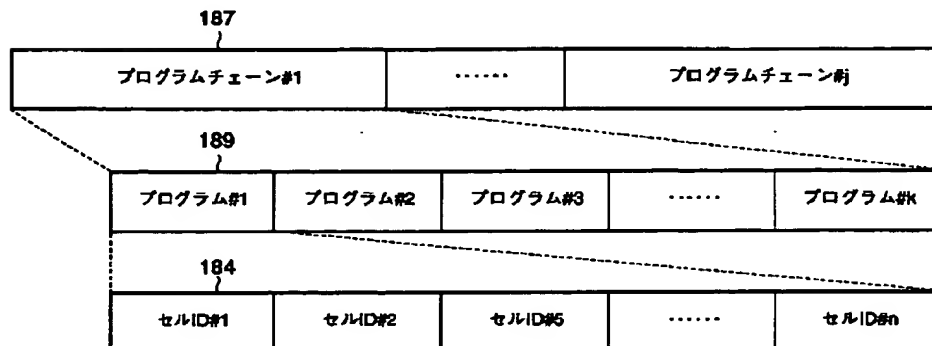 187
プログラムチェーン#1 ...... プログラムチェーン#j
189
プログラム#1 プログラム#2 プログラム#3 ...... プログラム#k
184
セルID#1 セルID#2 セルID#5 ...... セルID#n